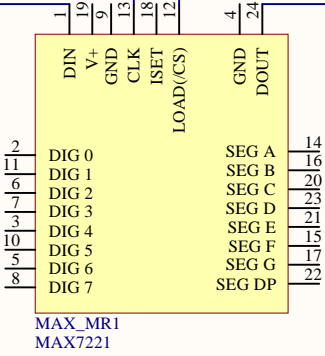 1 19 9 13 18 12 4 24
DIN V+ GND CLK ISET LOAD(/CS) GND DOUT
2 DIG 0 SEG A 14
11 DIG 1 SEG B 16
6 DIG 2 SEG C 20
7 DIG 3 SEG D 23
3 DIG 4 SEG E 21
10 DIG 5 SEG F 15
5 DIG 6 SEG G 17
8 DIG 7 SEG DP 22
MAX_MR1
MAX7221